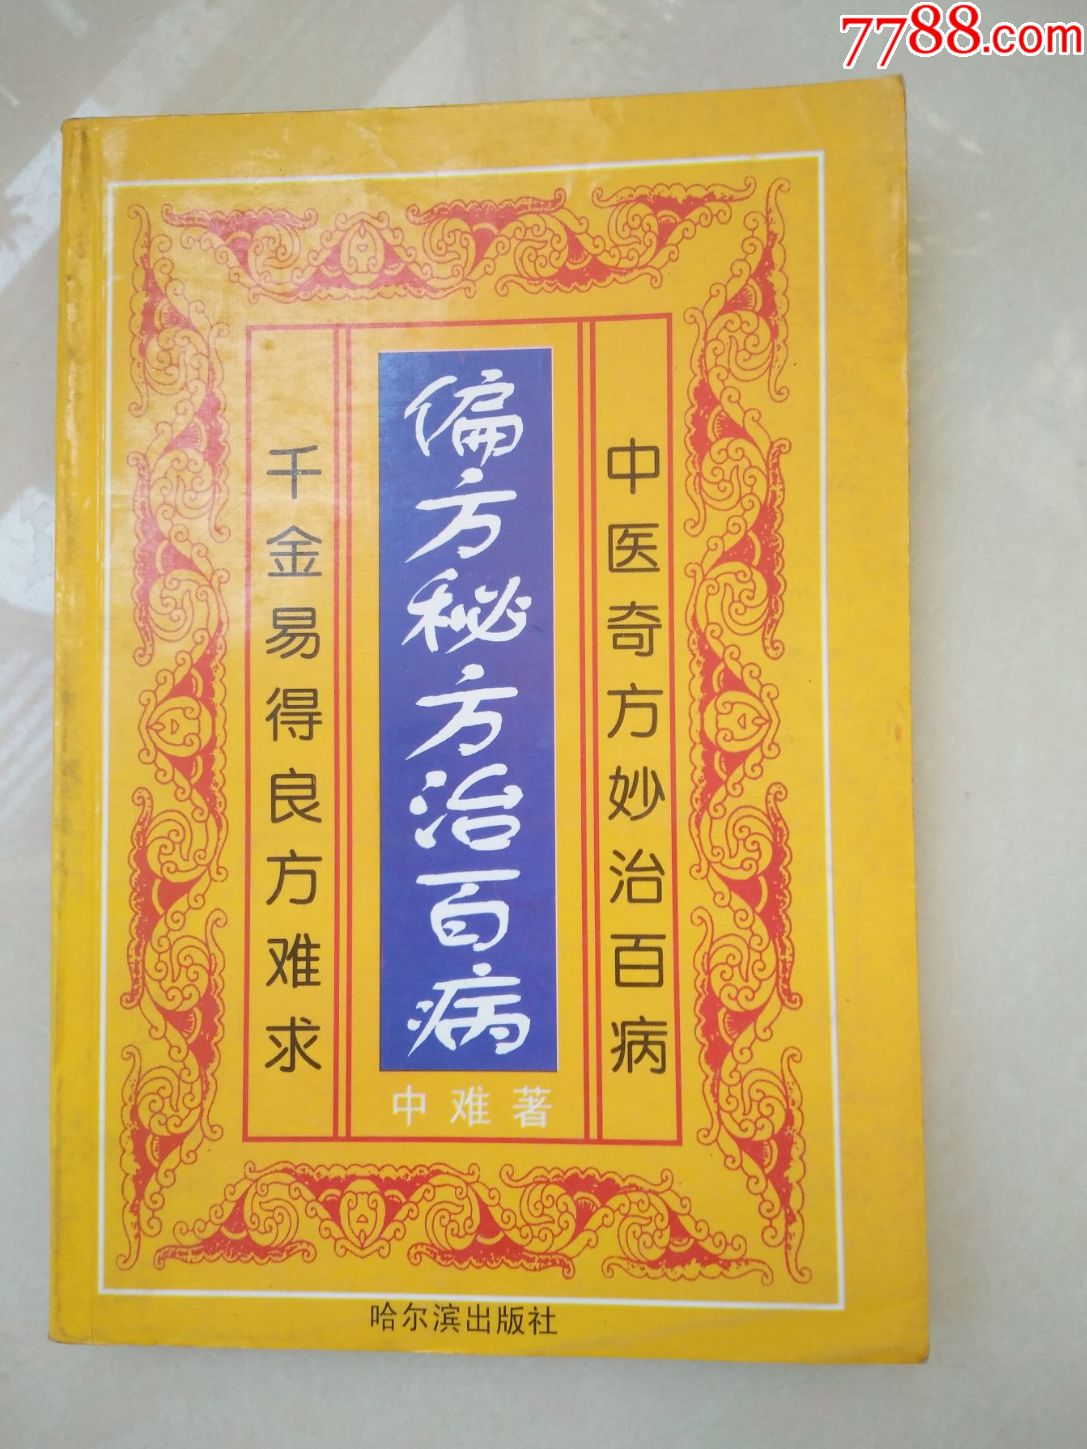 7788.com
中医奇方妙治百病
偏方秘方治百病
中难著
千金易得良方难求
哈尔滨出版社